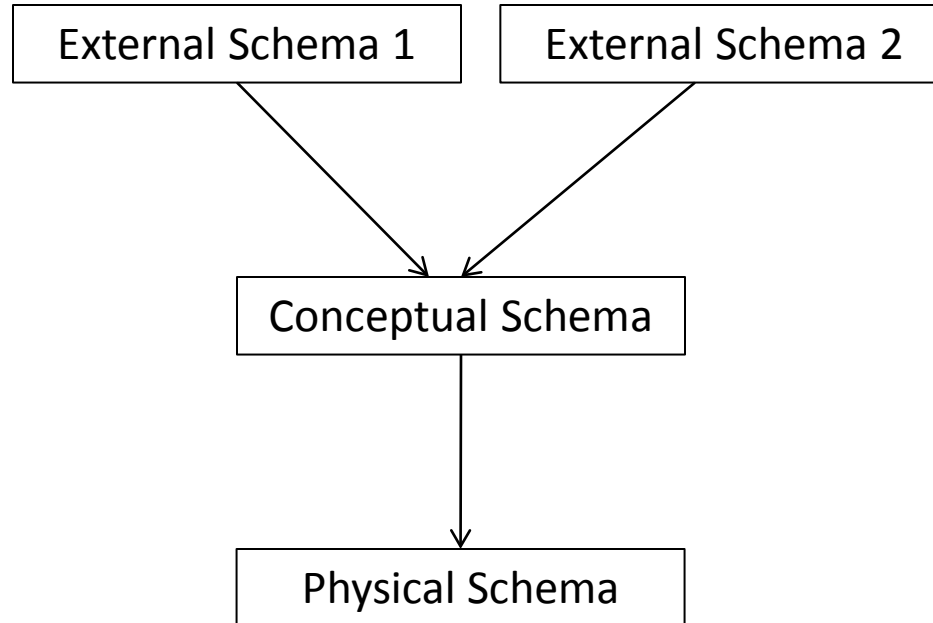 External Schema 1
External Schema 2
Conceptual Schema
Physical Schema